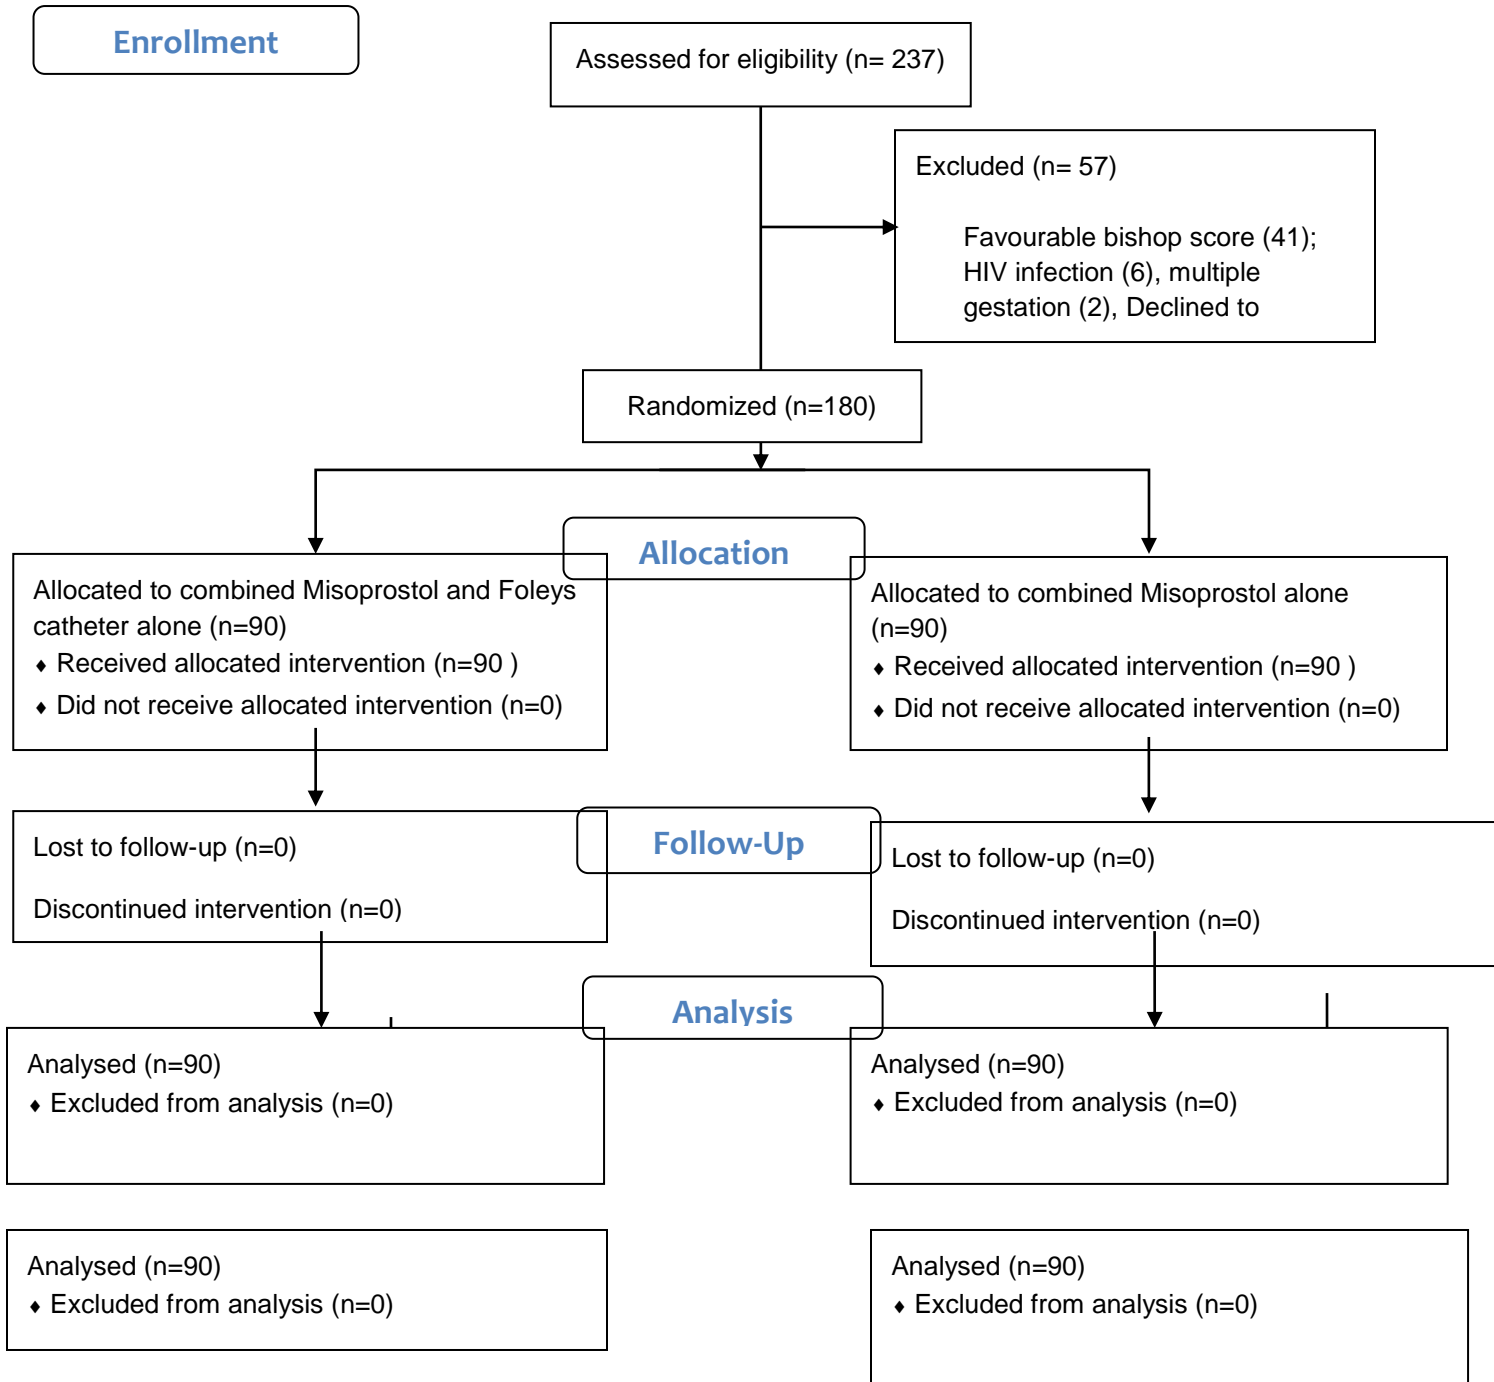 Enrollment
Assessed for eligibility (n= 237)
Excluded (n= 57)
Favourable bishop score (41);
HIV infection (6), multiple
gestation (2), Declined to
Randomized (n=180)
Allocation
Allocated to combined Misoprostol and Foleys
catheter alone (n=90)
♦ Received allocated intervention (n=90 )
♦ Did not receive allocated intervention (n=0)
Allocated to combined Misoprostol alone
(n=90)
♦ Received allocated intervention (n=90 )
♦ Did not receive allocated intervention (n=0)
Follow-Up
Lost to follow-up (n=0)
Discontinued intervention (n=0)
Lost to follow-up (n=0)
Discontinued intervention (n=0)
Analysis
Analysed (n=90)
♦ Excluded from analysis (n=0)
Analysed (n=90)
♦ Excluded from analysis (n=0)
Analysed (n=90)
♦ Excluded from analysis (n=0)
Analysed (n=90)
♦ Excluded from analysis (n=0)